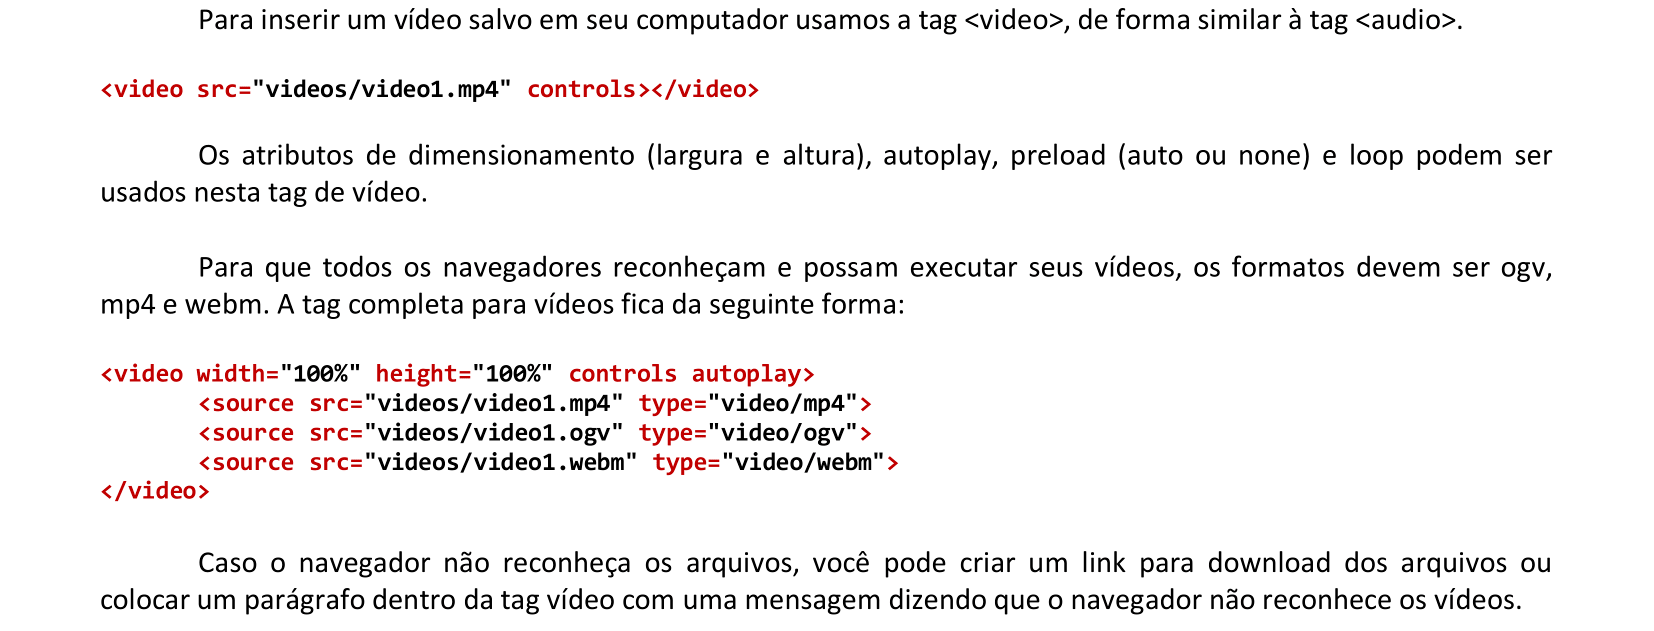 Para inserir um vídeo salvo em seu computador usamos a tag <video>, de forma similar à tag <audio>.
<video src="videos/video1.mp4" controls></video>
Os atributos de dimensionamento (largura e altura), autoplay, preload (auto ou none) e loop podem ser
usados nesta tag de vídeo.
Para que todos os navegadores reconheçam e possam executar seus vídeos, os formatos devem ser ogv,
mp4 e webm. A tag completa para vídeos fica da seguinte forma:
<video width="100%" height="100%" controls autoplay>
<source src="videos/video1.mp4" type="video/mp4">
<source src="videos/video1.ogv" type="video/ogv">
<source src="videos/video1.webm" type="video/webm">
</video>
Caso o navegador não reconheça os arquivos, você pode criar um link para download dos arquivos ou
colocar um parágrafo dentro da tag vídeo com uma mensagem dizendo que o navegador não reconhece os vídeos.